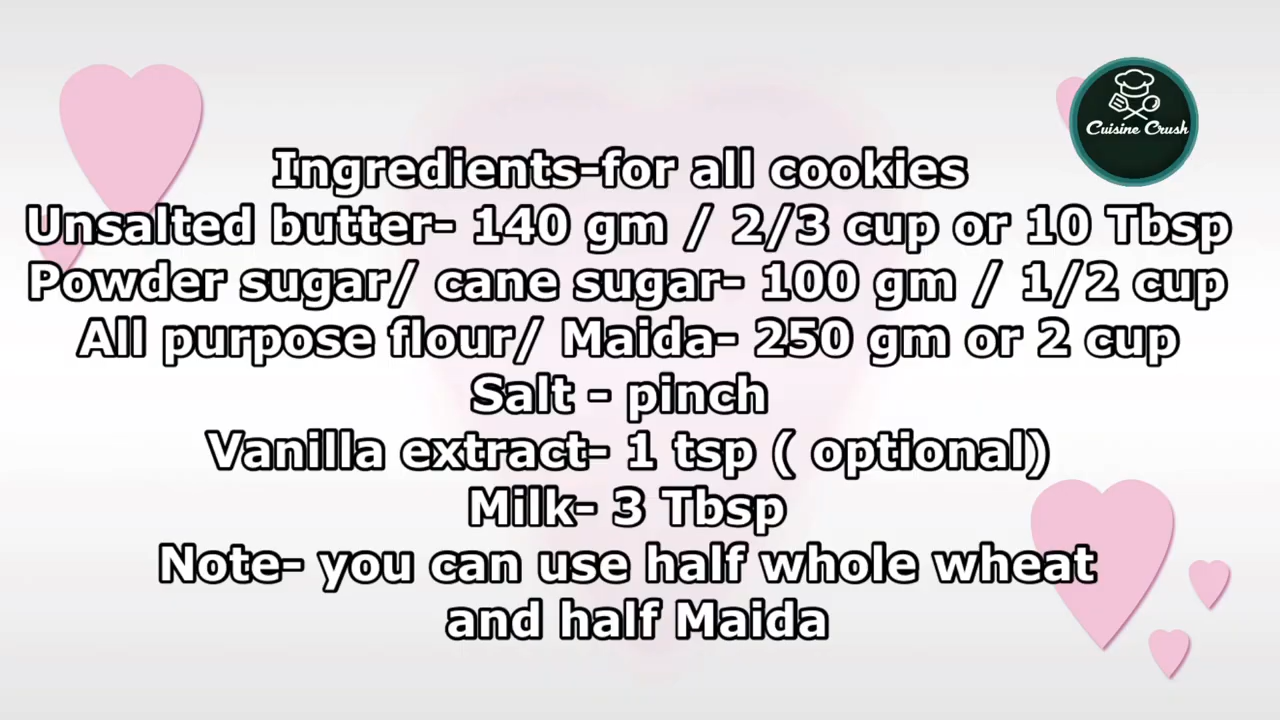 Cuisine Crush
Ingredients-for all cookies
Unsalted butter- 140 gm / 2/3 cup or 10 Tbsp
Powder sugar/ cane sugar- 100 gm / 1/2 cup
All purpose flour/ Maida- 250 gm or 2 cup
Salt - pinch
Vanilla extract- 1 tsp ( optional)
Milk- 3 Tbsp
Note- you can use half whole wheat
and half Maida